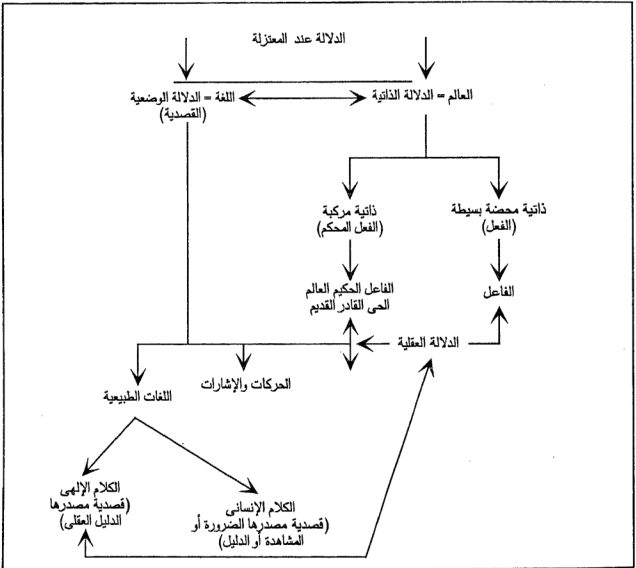 الدلالة عند المعتزلة
العالم = الدلالة الذاتية
اللغة = الدلالة الوضعية
(القصدية)
ذاتية محضة بسيطة
(الفعل)
ذاتية مركبة
(الفعل المحكم)
الفاعل
الفاعل الحكيم العالم
الحى القادر القديم
الدلالة العقلية
الحركات والإشارات
اللغات الطبيعية
الكلام الإنسانى
(قصدية مصدرها الضرورة أو
المشاهدة أو الدليل)
الكلام الإلهى
(قصدية مصدرها
الدليل العقلى)